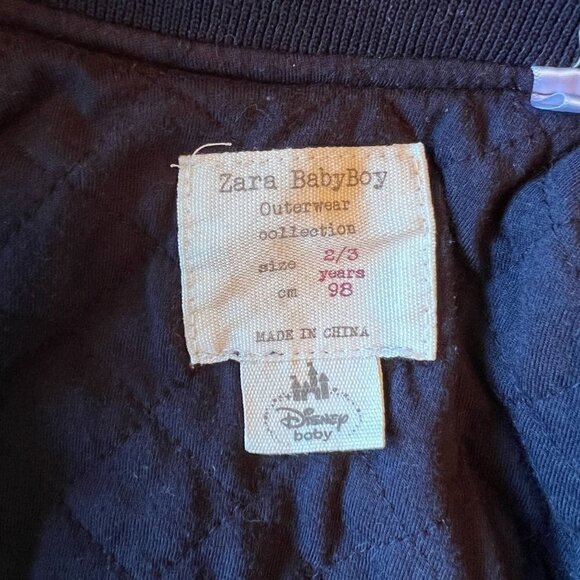 Zara BabyBoy
Outerwear
collection
size 2/3 years
cm 98
MADE IN CHINA
Disney
baby